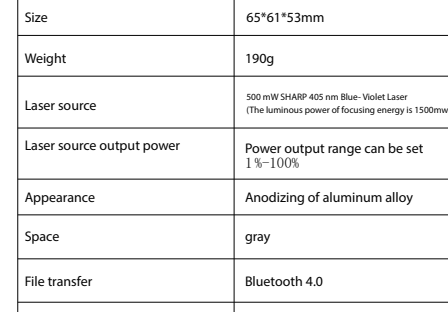 Size 65*61*53mm
Weight 190g
Laser source 500 mW SHARP 405 nm Blue- Violet Laser
(The luminous power of focusing energy is 1500mw
Laser source output power Power output range can be set
1%-100%
Appearance Anodizing of aluminum alloy
Space gray
File transfer Bluetooth 4.0